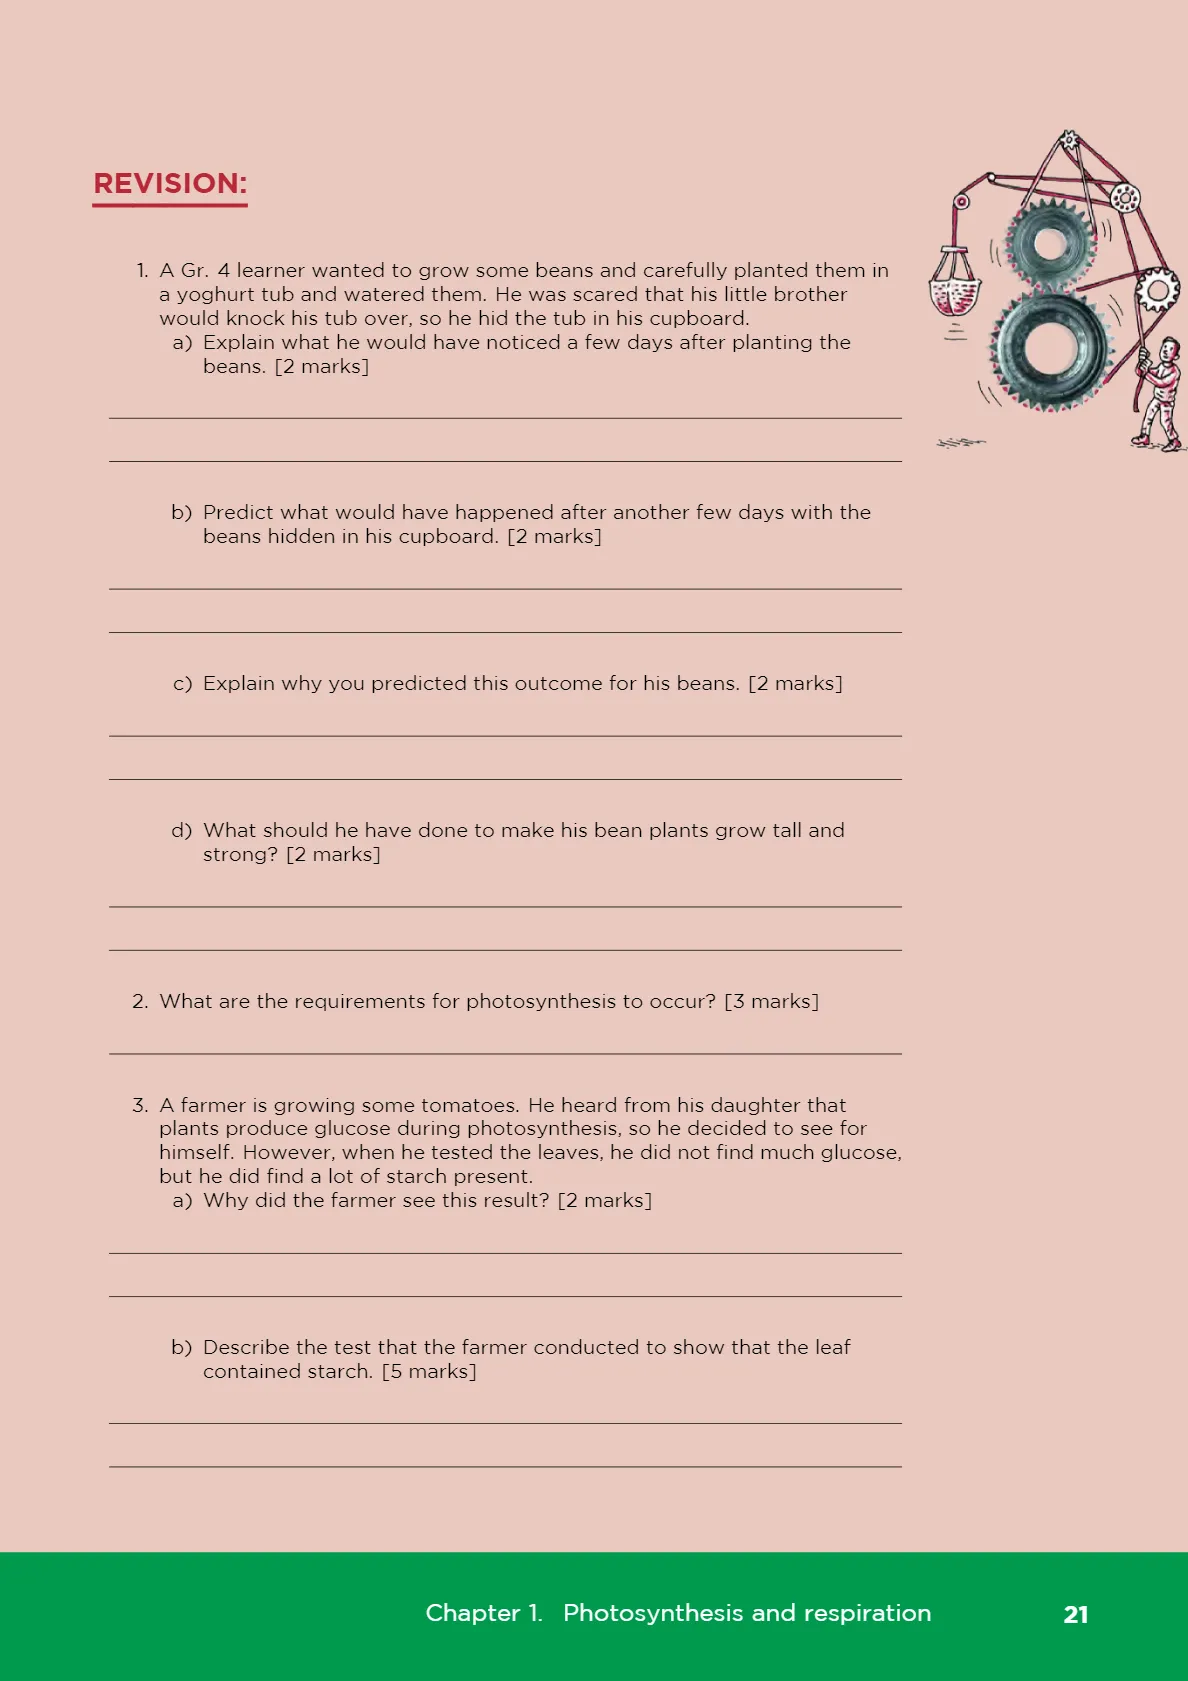 REVISION:
1. A Gr. 4 learner wanted to grow some beans and carefully planted them in
a yoghurt tub and watered them. He was scared that his little brother
would knock his tub over, so he hid the tub in his cupboard.
a) Explain what he would have noticed a few days after planting the
beans. [2 marks]
b) Predict what would have happened after another few days with the
beans hidden in his cupboard. [2 marks]
c) Explain why you predicted this outcome for his beans. [2 marks]
d) What should he have done to make his bean plants grow tall and
strong? [2 marks]
2. What are the requirements for photosynthesis to occur? [3 marks]
3. A farmer is growing some tomatoes. He heard from his daughter that
plants produce glucose during photosynthesis, so he decided to see for
himself. However, when he tested the leaves, he did not find much glucose,
but he did find a lot of starch present.
a) Why did the farmer see this result? [2 marks]
b) Describe the test that the farmer conducted to show that the leaf
contained starch. [5 marks]
Chapter 1. Photosynthesis and respiration 21